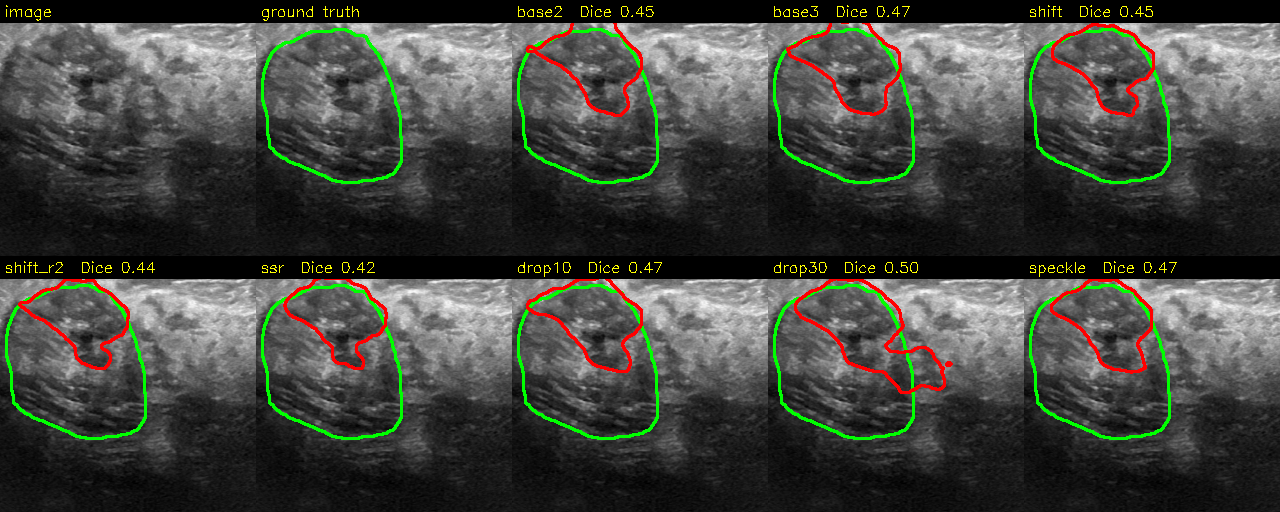 image
ground truth
base2 Dice 0.45
base3 Dice 0.47
shift Dice 0.45
shift_r2 Dice 0.44
ssr Dice 0.42
drop10 Dice 0.47
drop30 Dice 0.50
speckle Dice 0.47